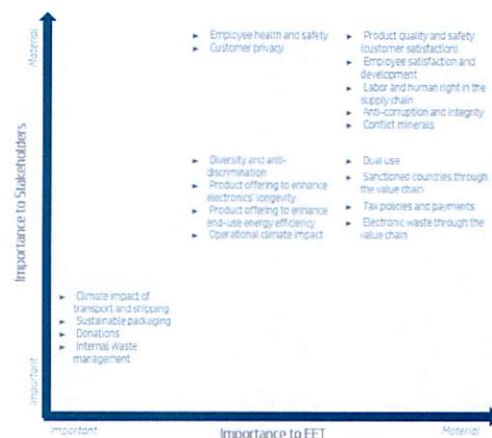 Material
Importance to Stakeholders
Important
► Employee health and safety
► Customer privacy
► Product quality and safety
(customer satisfaction)
► Employee satisfaction and
development
► Labor and human right in the
supply chain
► Anti-corruption and integrity
► Conflict minerals
► Diversity and anti-
discrimination
► Product offering to enhance
electronics' longevity
► Product offering to enhance
end-use energy efficiency
► Operational climate impact
► Dual use
► Sanctioned countries through
the value chain
► Tax policies and payments
► Electronic waste through the
value chain
► Climate impact of
transport and shipping
► Sustainable packaging
► Donations
► Internal Waste
management
Important
Importance to EET
Material